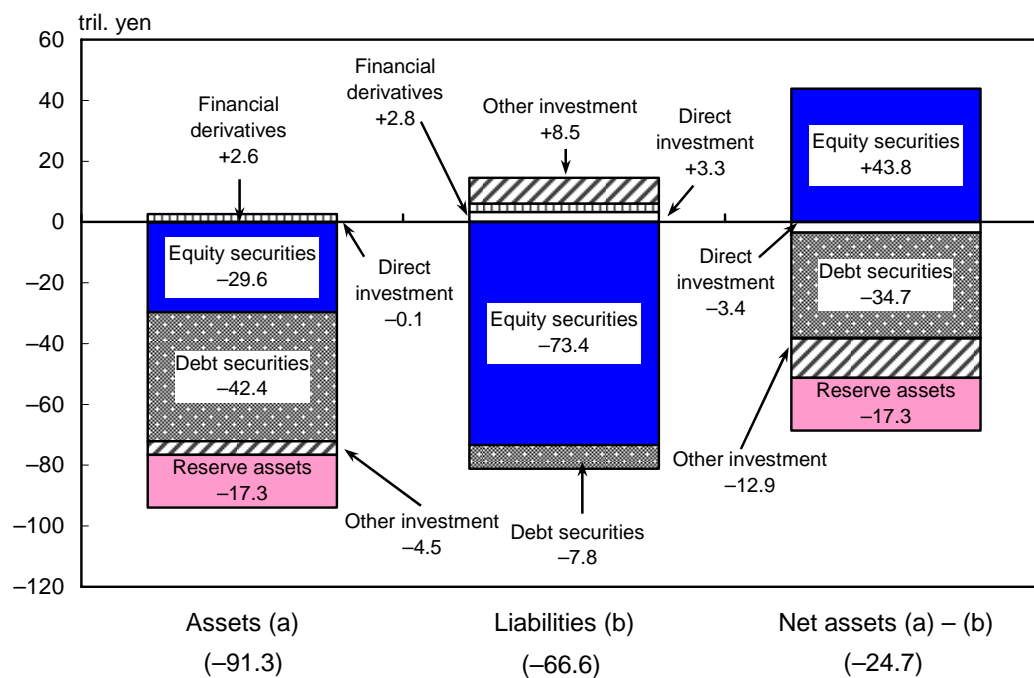 tril. yen
60
40
20
0
–20
–40
–60
–80
–100
–120
Financial
derivatives
+2.6
Equity securities
–29.6
Direct
investment
–0.1
Debt securities
–42.4
Reserve assets
–17.3
Other investment
–4.5
Financial
derivatives
+2.8
Other investment
+8.5
Direct
investment
+3.3
Equity securities
–73.4
Debt securities
–7.8
Equity securities
+43.8
Direct
investment
–3.4
Debt securities
–34.7
Other investment
–12.9
Reserve assets
–17.3
Assets (a)
(–91.3)
Liabilities (b)
(–66.6)
Net assets (a) – (b)
(–24.7)